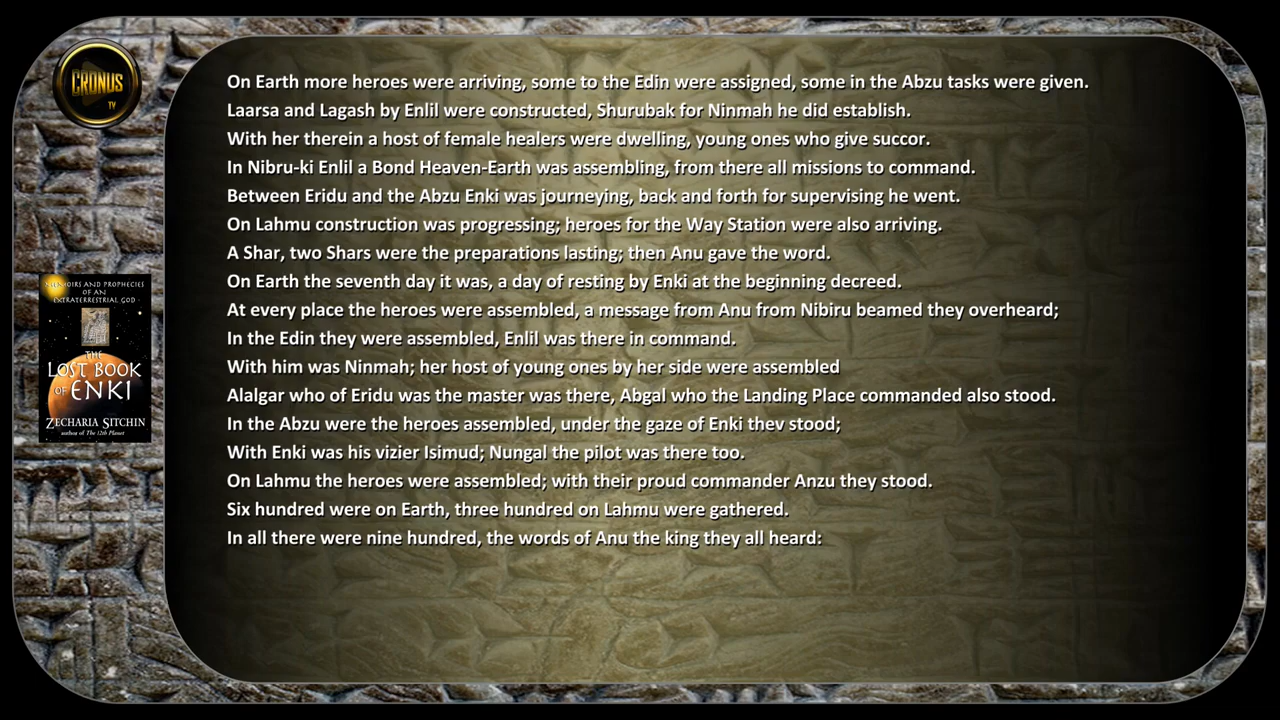 CRONUS
TV
On Earth more heroes were arriving, some to the Edin were assigned, some in the Abzu tasks were given.
Laarsa and Lagash by Enlil were constructed, Shurubak for Ninmah he did establish.
With her therein a host of female healers were dwelling, young ones who give succor.
In Nibru-ki Enlil a Bond Heaven-Earth was assembling, from there all missions to command.
Between Eridu and the Abzu Enki was journeying, back and forth for supervising he went.
On Lahmu construction was progressing; heroes for the Way Station were also arriving.
A Shar, two Shars were the preparations lasting; then Anu gave the word.
On Earth the seventh day it was, a day of resting by Enki at the beginning decreed.
At every place the heroes were assembled, a message from Anu from Nibiru beamed they overheard;
In the Edin they were assembled, Enlil was there in command.
With him was Ninmah; her host of young ones by her side were assembled
Alalgar who of Eridu was the master was there, Abgal who the Landing Place commanded also stood.
In the Abzu were the heroes assembled, under the gaze of Enki thev stood;
With Enki was his vizier Isimud; Nungal the pilot was there too.
On Lahmu the heroes were assembled; with their proud commander Anzu they stood.
Six hundred were on Earth, three hundred on Lahmu were gathered.
In all there were nine hundred, the words of Anu the king they all heard:
MEMOIRS AND PROPHECIES
OF AN
EXTRATERRESTRIAL GOD
THE
LOST BOOK
OF ENKI
ZECHARIA SITCHIN
author of The 12th Planet